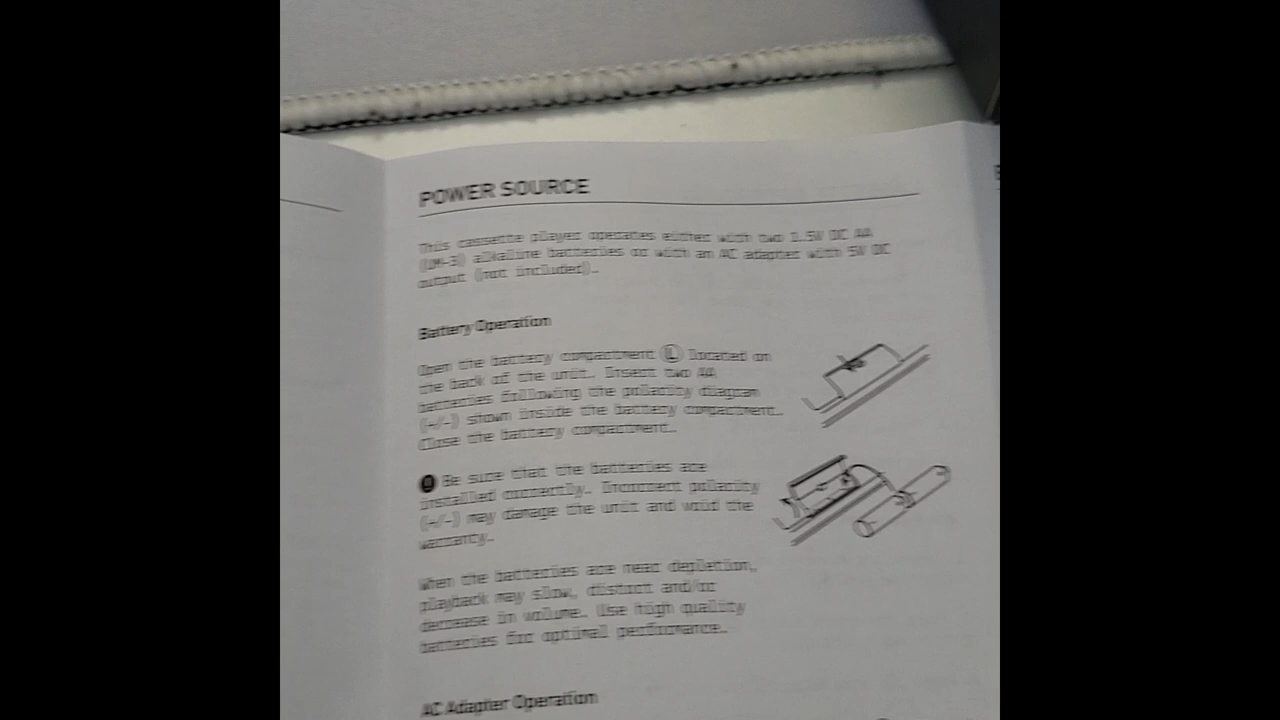 POWER SOURCE
This cassette player operates either with two 1.5V DC AA
(UM-3) alkaline batteries or with an AC adapter with 5V DC
output (not included).
Battery Operation
Open the battery compartment L located on
the back of the unit. Insert two AA
batteries following the polarity diagram
(+/-) shown inside the battery compartment.
Close the battery compartment.
Be sure that the batteries are
installed correctly. Incorrect polarity
(+/-) may damage the unit and void the
warranty.
When the batteries are near depletion,
playback may slow, distort and/or
decrease in volume. Use high quality
batteries for optimal performance.
AC Adapter Operation